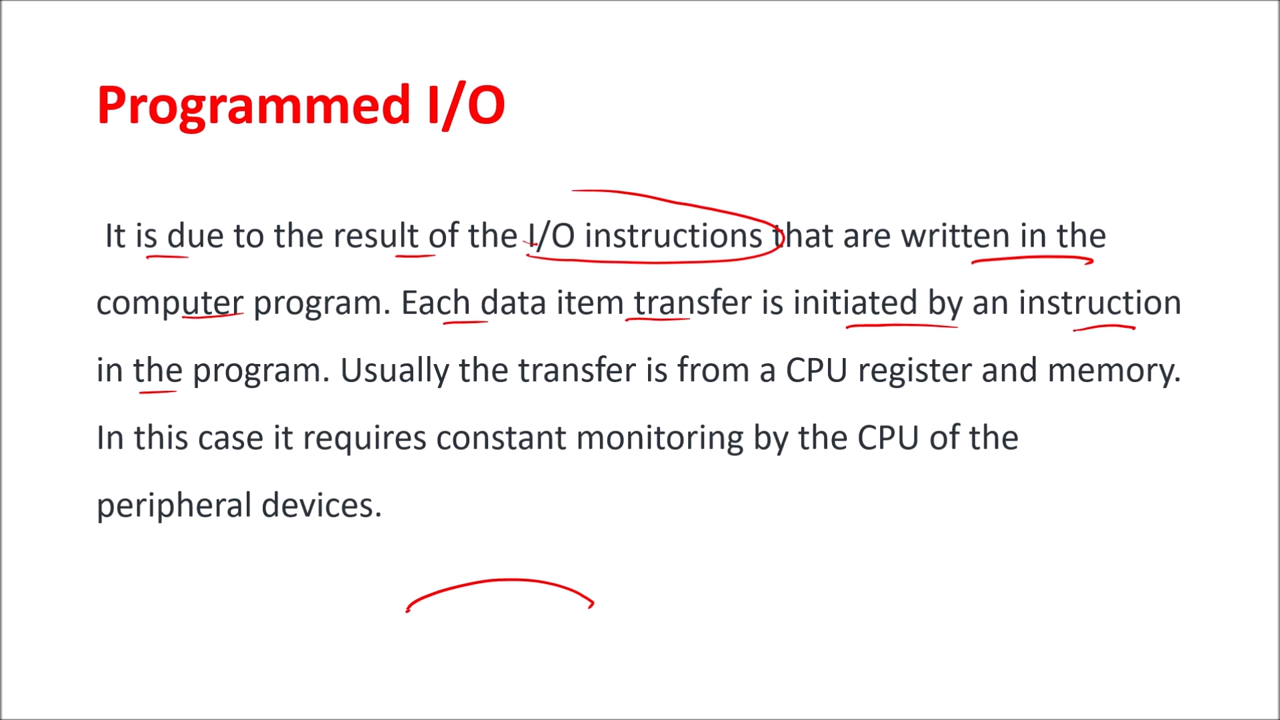 Programmed I/O
It is due to the result of the I/O instructions that are written in the
computer program. Each data item transfer is initiated by an instruction
in the program. Usually the transfer is from a CPU register and memory.
In this case it requires constant monitoring by the CPU of the
peripheral devices.